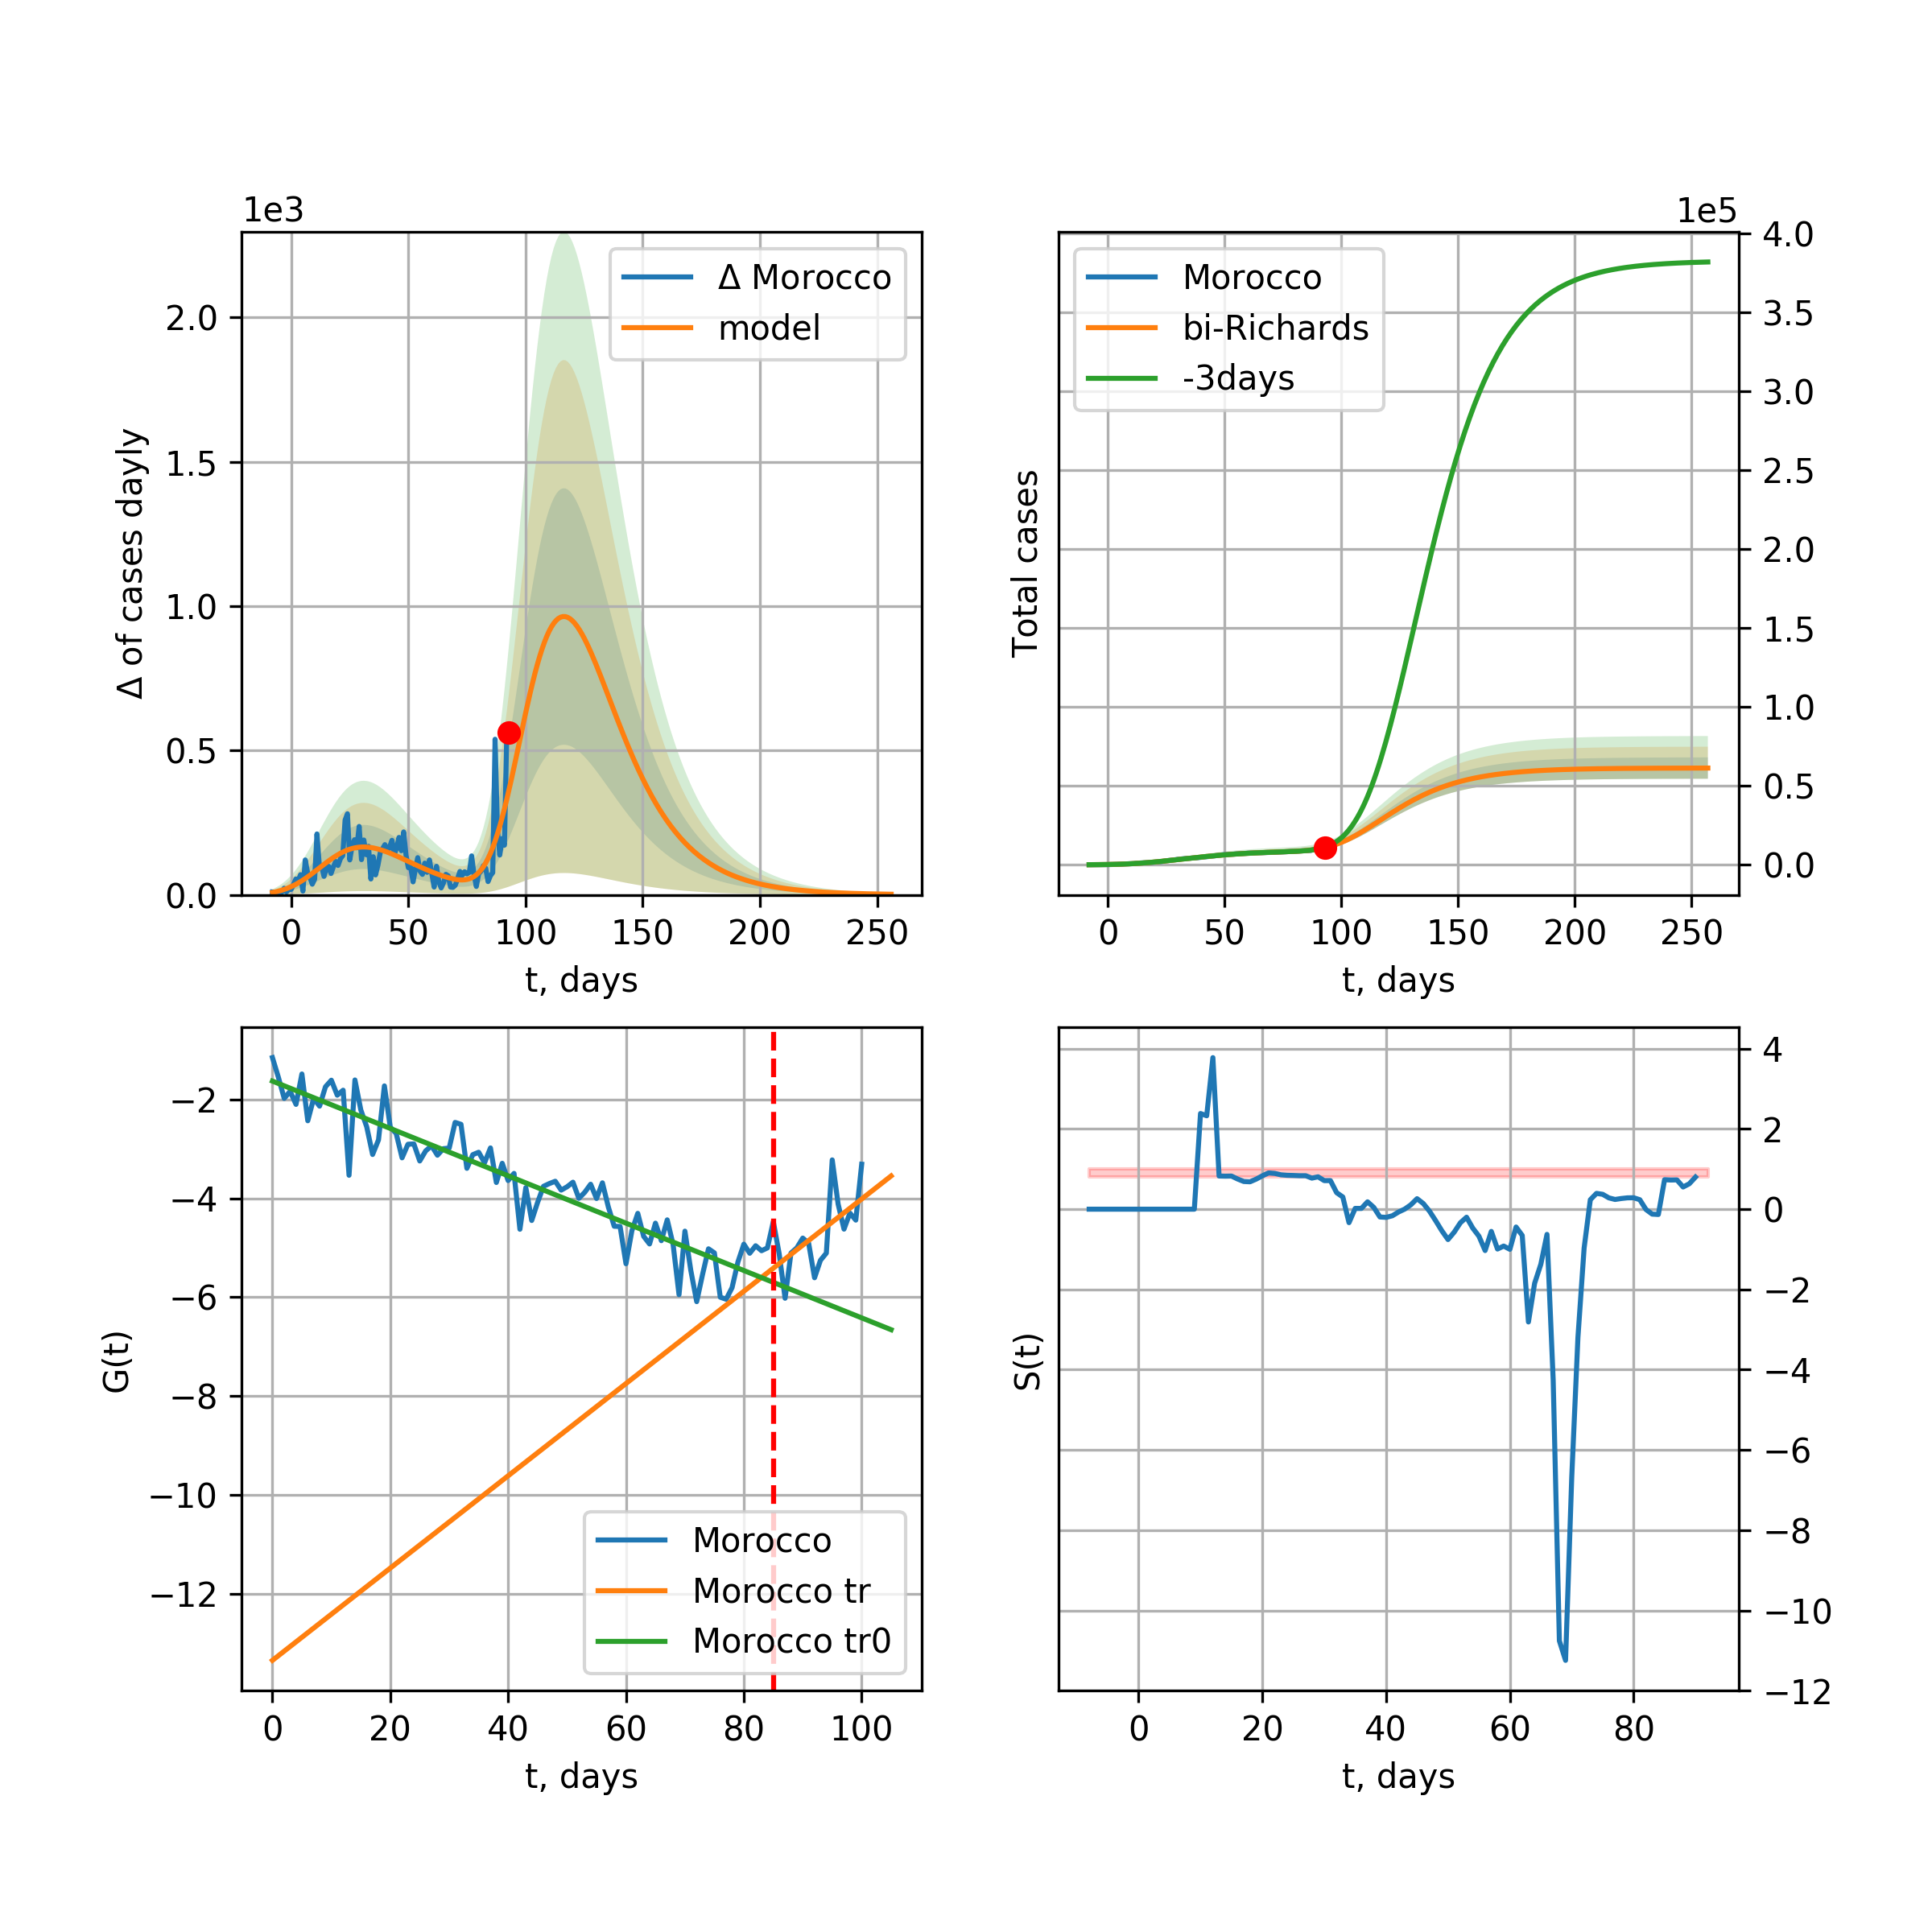 1e3
Δ of cases dayly
2.0
1.5
1.0
0.5
0.0
Δ Morocco
model
0 50 100 150 200 250
t, days
1e5
Total cases
Morocco
bi-Richards
-3days
4.0
3.5
3.0
2.5
2.0
1.5
1.0
0.5
0.0
0 50 100 150 200 250
t, days
G(t)
−2
−4
−6
−8
−10
−12
Morocco
Morocco tr
Morocco tr0
0 20 40 60 80 100
t, days
S(t)
4
2
0
−2
−4
−6
−8
−10
−12
0 20 40 60 80
t, days